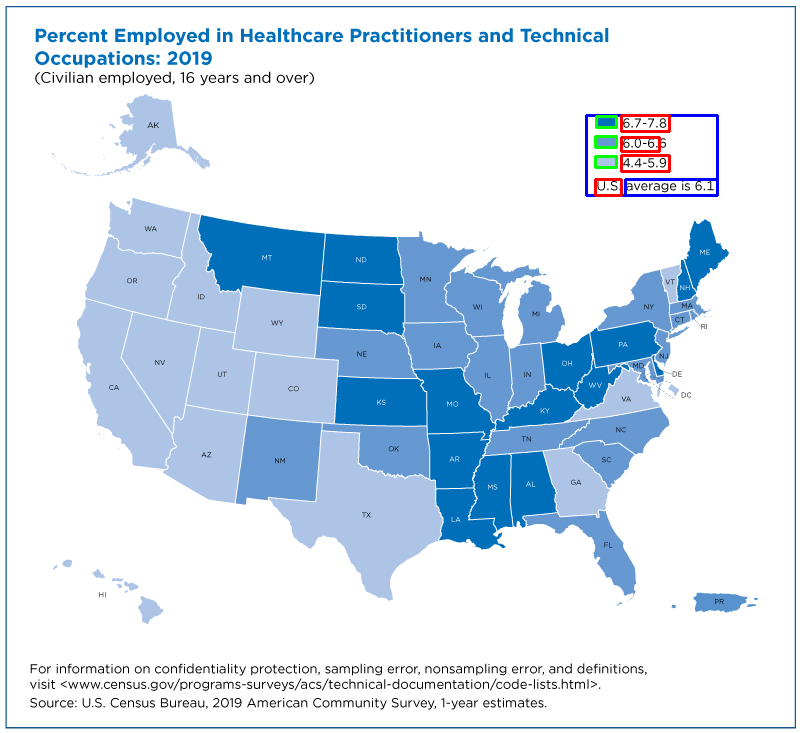 Percent Employed in Healthcare Practitioners and Technical
Occupations: 2019
(Civilian employed, 16 years and over)
AK
6.7-7.8
6.0-6.6
4.4-5.9
U.S. average is 6.1
WA
MT
ND
MN
ME
OR
ID
SD
WI
MI
VT
NH
NY
MA
CT
RI
WY
IA
NE
PA
NJ
NV
UT
CO
IL
IN
OH
MD
DE
WV
DC
CA
KS
MO
KY
VA
AZ
NM
OK
TN
NC
AR
SC
MS
AL
GA
TX
LA
FL
HI
PR
For information on confidentiality protection, sampling error, nonsampling error, and definitions,
visit <www.census.gov/programs-surveys/acs/technical-documentation/code-lists.html>.
Source: U.S. Census Bureau, 2019 American Community Survey, 1-year estimates.